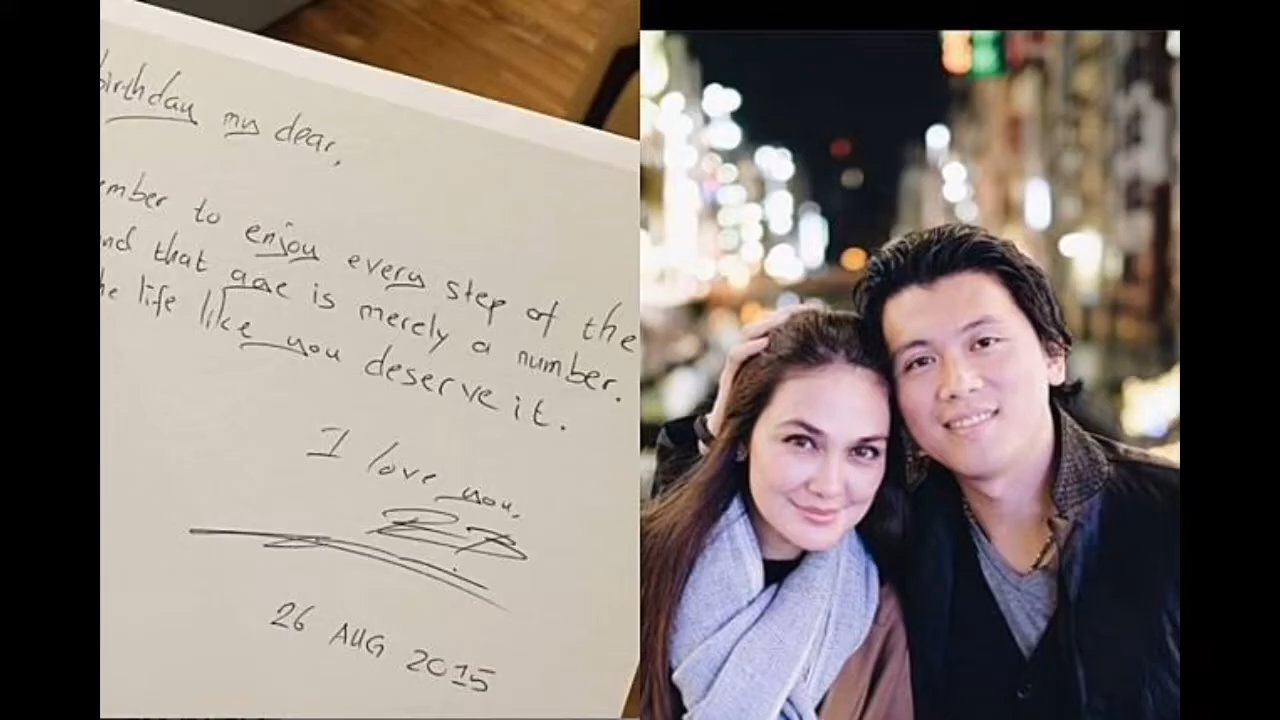 birthday my dear,
ember to enjoy every step of the
nd that age is merely a number.
he life like you deserve it.
I love you,
26 AUG 2015